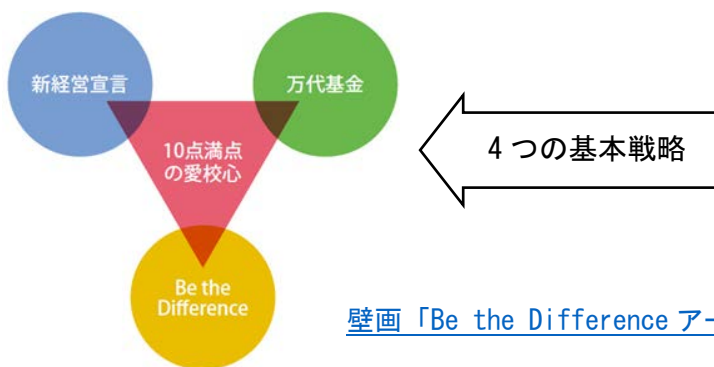 新経営宣言
万代基金
10点満点
の愛校心
4つの基本戦略
Be the
Difference
壁画「Be the Difference アー